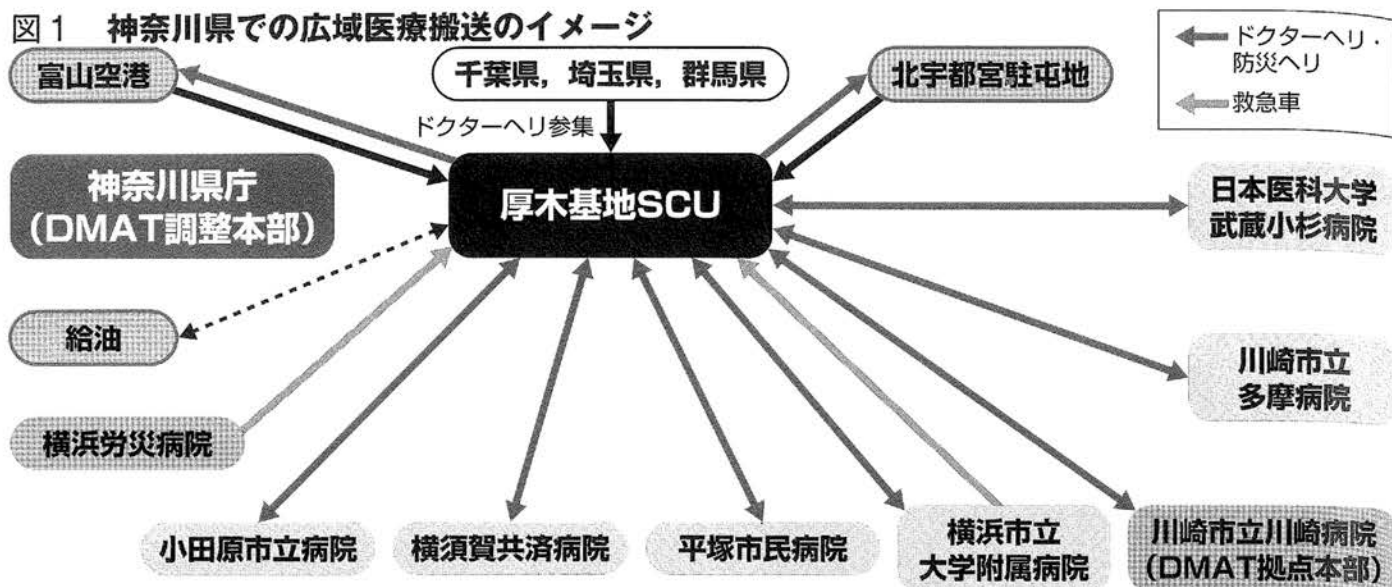 図1 神奈川県での広域医療搬送のイメージ
富山空港
千葉県,埼玉県,群馬県
北宇都宮駐屯地
ドクターヘリ・
防災ヘリ
救急車
ドクターヘリ参集
神奈川県庁
(DMAT調整本部)
厚木基地SCU
日本医科大学
武蔵小杉病院
給油
川崎市立
多摩病院
横浜労災病院
小田原市立病院
横須賀共済病院
平塚市民病院
横浜市立
大学附属病院
川崎市立川崎病院
(DMAT拠点本部)